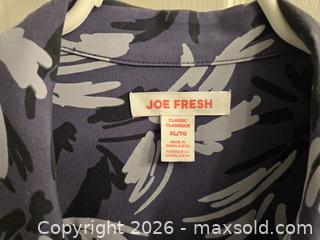 JOE FRESH
CLASSIC
CLASSIQUE
XL/TG
MADE IN
BANGLADESH
FABRIQUÉ AU
BANGLADESH
Copyright 2026 - maxsold.com